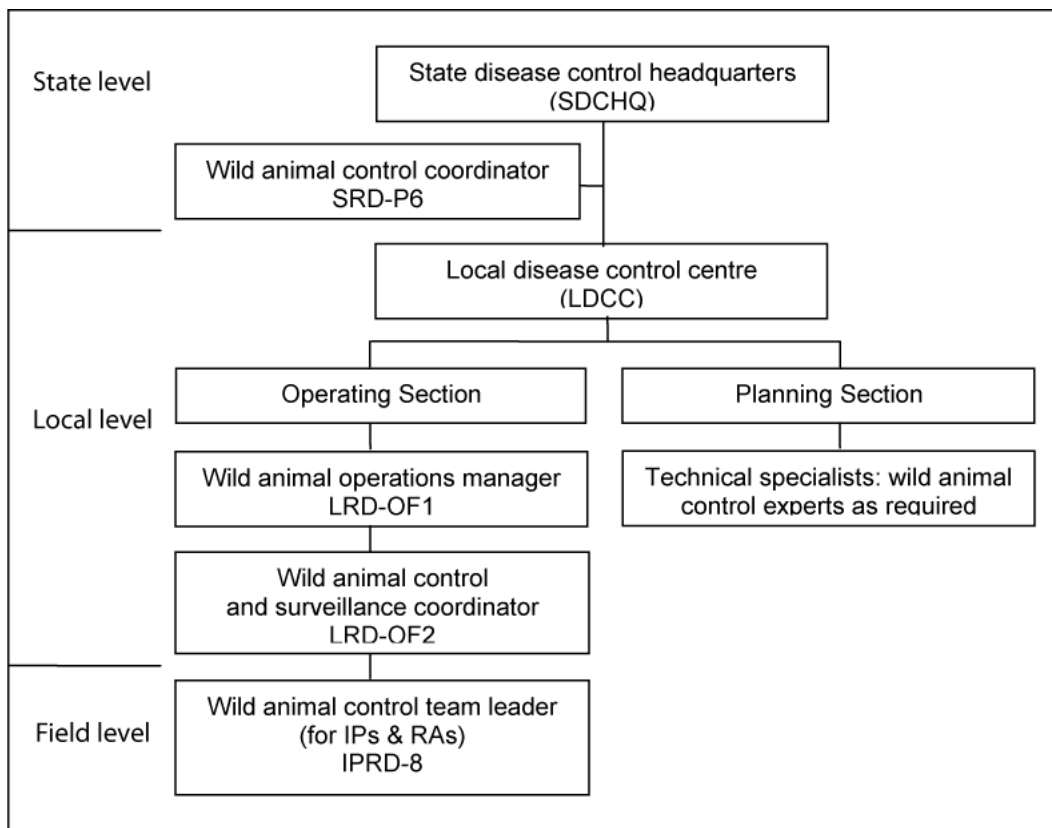 State level
State disease control headquarters
(SDCHQ)
Wild animal control coordinator
SRD-P6
Local disease control centre
(LDCC)
Local level
Operating Section
Planning Section
Wild animal operations manager
LRD-OF1
Technical specialists: wild animal
control experts as required
Wild animal control
and surveillance coordinator
LRD-OF2
Field level
Wild animal control team leader
(for IPs & RAs)
IPRD-8